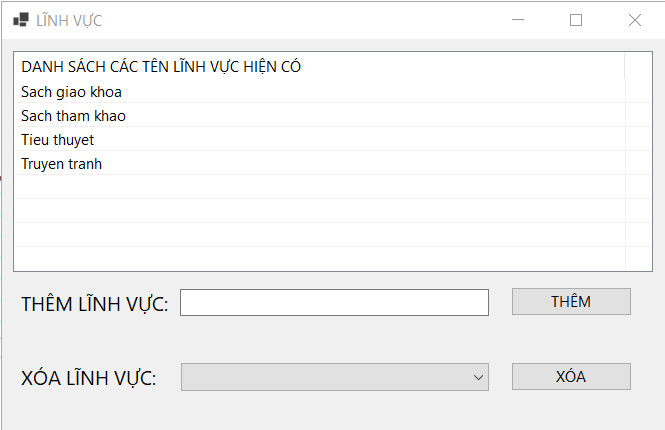 LĨNH VỰC
DANH SÁCH CÁC TÊN LĨNH VỰC HIỆN CÓ
Sach giao khoa
Sach tham khao
Tieu thuyet
Truyen tranh
THÊM LĨNH VỰC: THÊM
XÓA LĨNH VỰC: XÓA